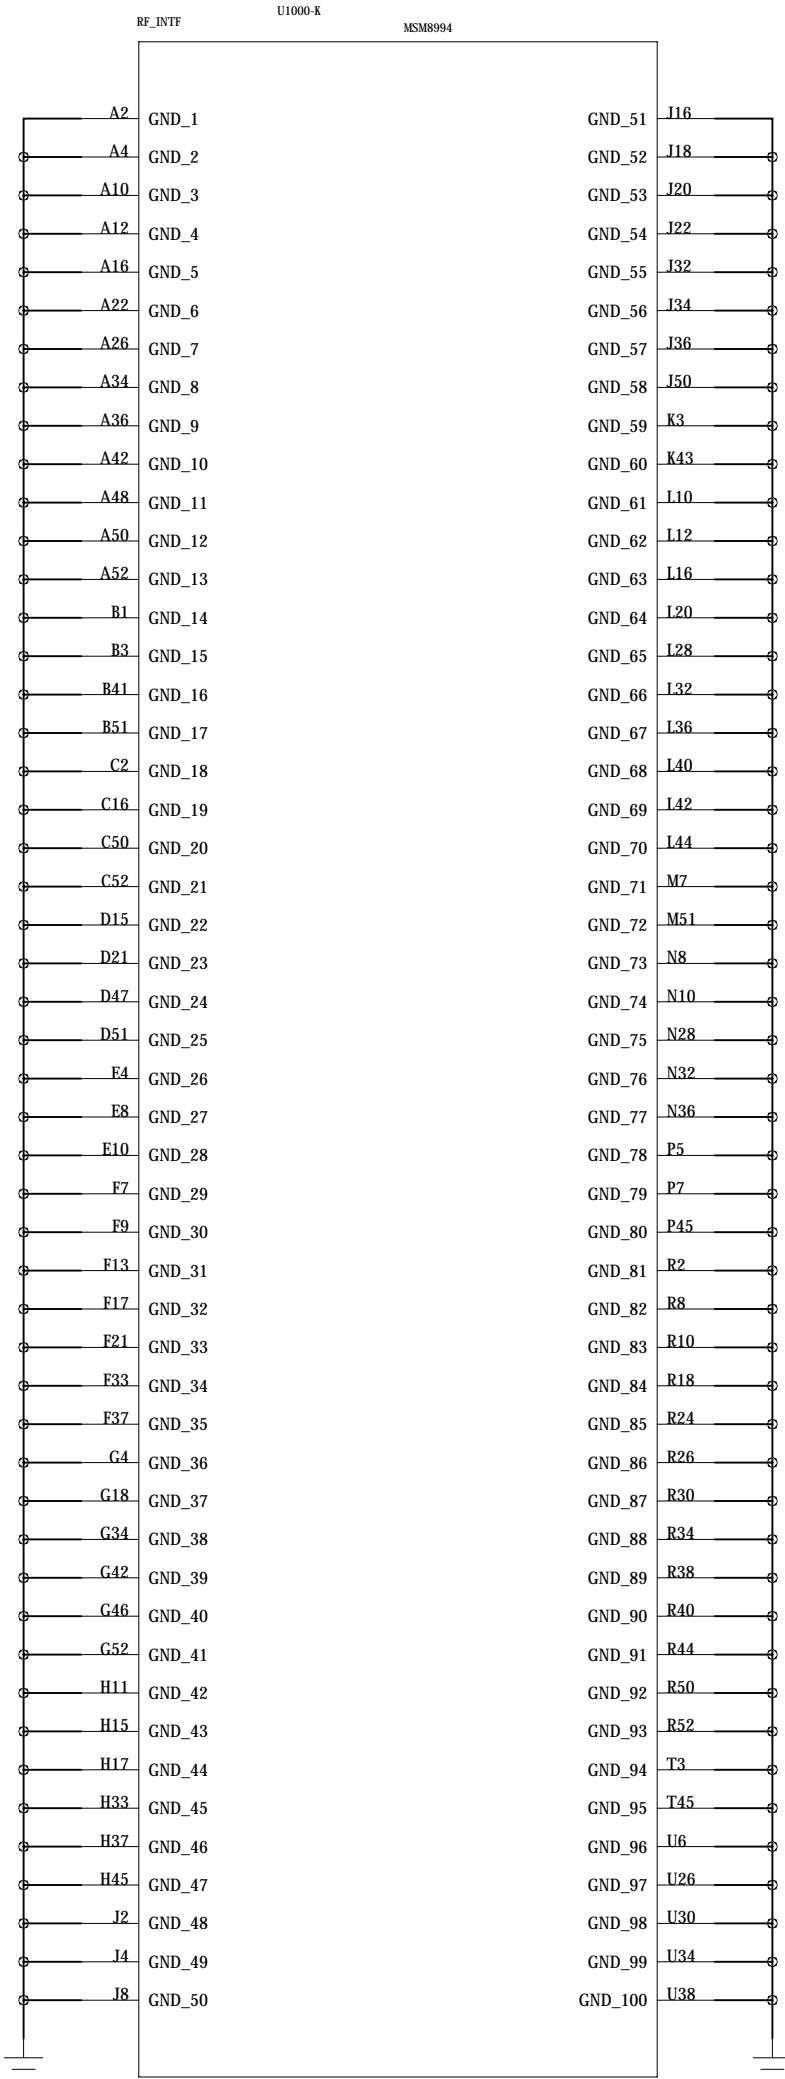 U1000-K
RF_INTF
MSM8994
A2 GND_1 GND_51 J16
A4 GND_2 GND_52 J18
A10 GND_3 GND_53 J20
A12 GND_4 GND_54 J22
A16 GND_5 GND_55 J32
A22 GND_6 GND_56 J34
A26 GND_7 GND_57 J36
A34 GND_8 GND_58 J50
A36 GND_9 GND_59 K3
A42 GND_10 GND_60 K43
A48 GND_11 GND_61 L10
A50 GND_12 GND_62 L12
A52 GND_13 GND_63 L16
B1 GND_14 GND_64 L20
B3 GND_15 GND_65 L28
B41 GND_16 GND_66 L32
B51 GND_17 GND_67 L36
C2 GND_18 GND_68 L40
C16 GND_19 GND_69 L42
C50 GND_20 GND_70 L44
C52 GND_21 GND_71 M7
D15 GND_22 GND_72 M51
D21 GND_23 GND_73 N8
D47 GND_24 GND_74 N10
D51 GND_25 GND_75 N28
E4 GND_26 GND_76 N32
E8 GND_27 GND_77 N36
E10 GND_28 GND_78 P5
F7 GND_29 GND_79 P7
F9 GND_30 GND_80 P45
F13 GND_31 GND_81 R2
F17 GND_32 GND_82 R8
F21 GND_33 GND_83 R10
F33 GND_34 GND_84 R18
F37 GND_35 GND_85 R24
G4 GND_36 GND_86 R26
G18 GND_37 GND_87 R30
G34 GND_38 GND_88 R34
G42 GND_39 GND_89 R38
G46 GND_40 GND_90 R40
G52 GND_41 GND_91 R44
H11 GND_42 GND_92 R50
H15 GND_43 GND_93 R52
H17 GND_44 GND_94 T3
H33 GND_45 GND_95 T45
H37 GND_46 GND_96 U6
H45 GND_47 GND_97 U26
J2 GND_48 GND_98 U30
J4 GND_49 GND_99 U34
J8 GND_50 GND_100 U38